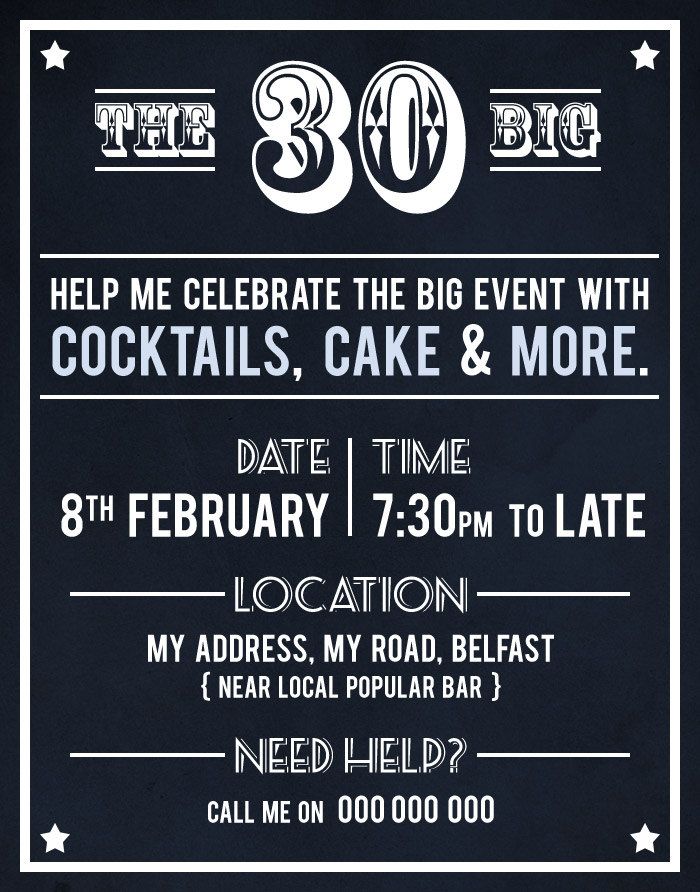 THE 30 BIG
HELP ME CELEBRATE THE BIG EVENT WITH
COCKTAILS, CAKE & MORE.
DATE | TIME
8TH FEBRUARY | 7:30PM TO LATE
LOCATION
MY ADDRESS, MY ROAD, BELFAST
{ NEAR LOCAL POPULAR BAR }
NEED HELP?
CALL ME ON 000 000 000